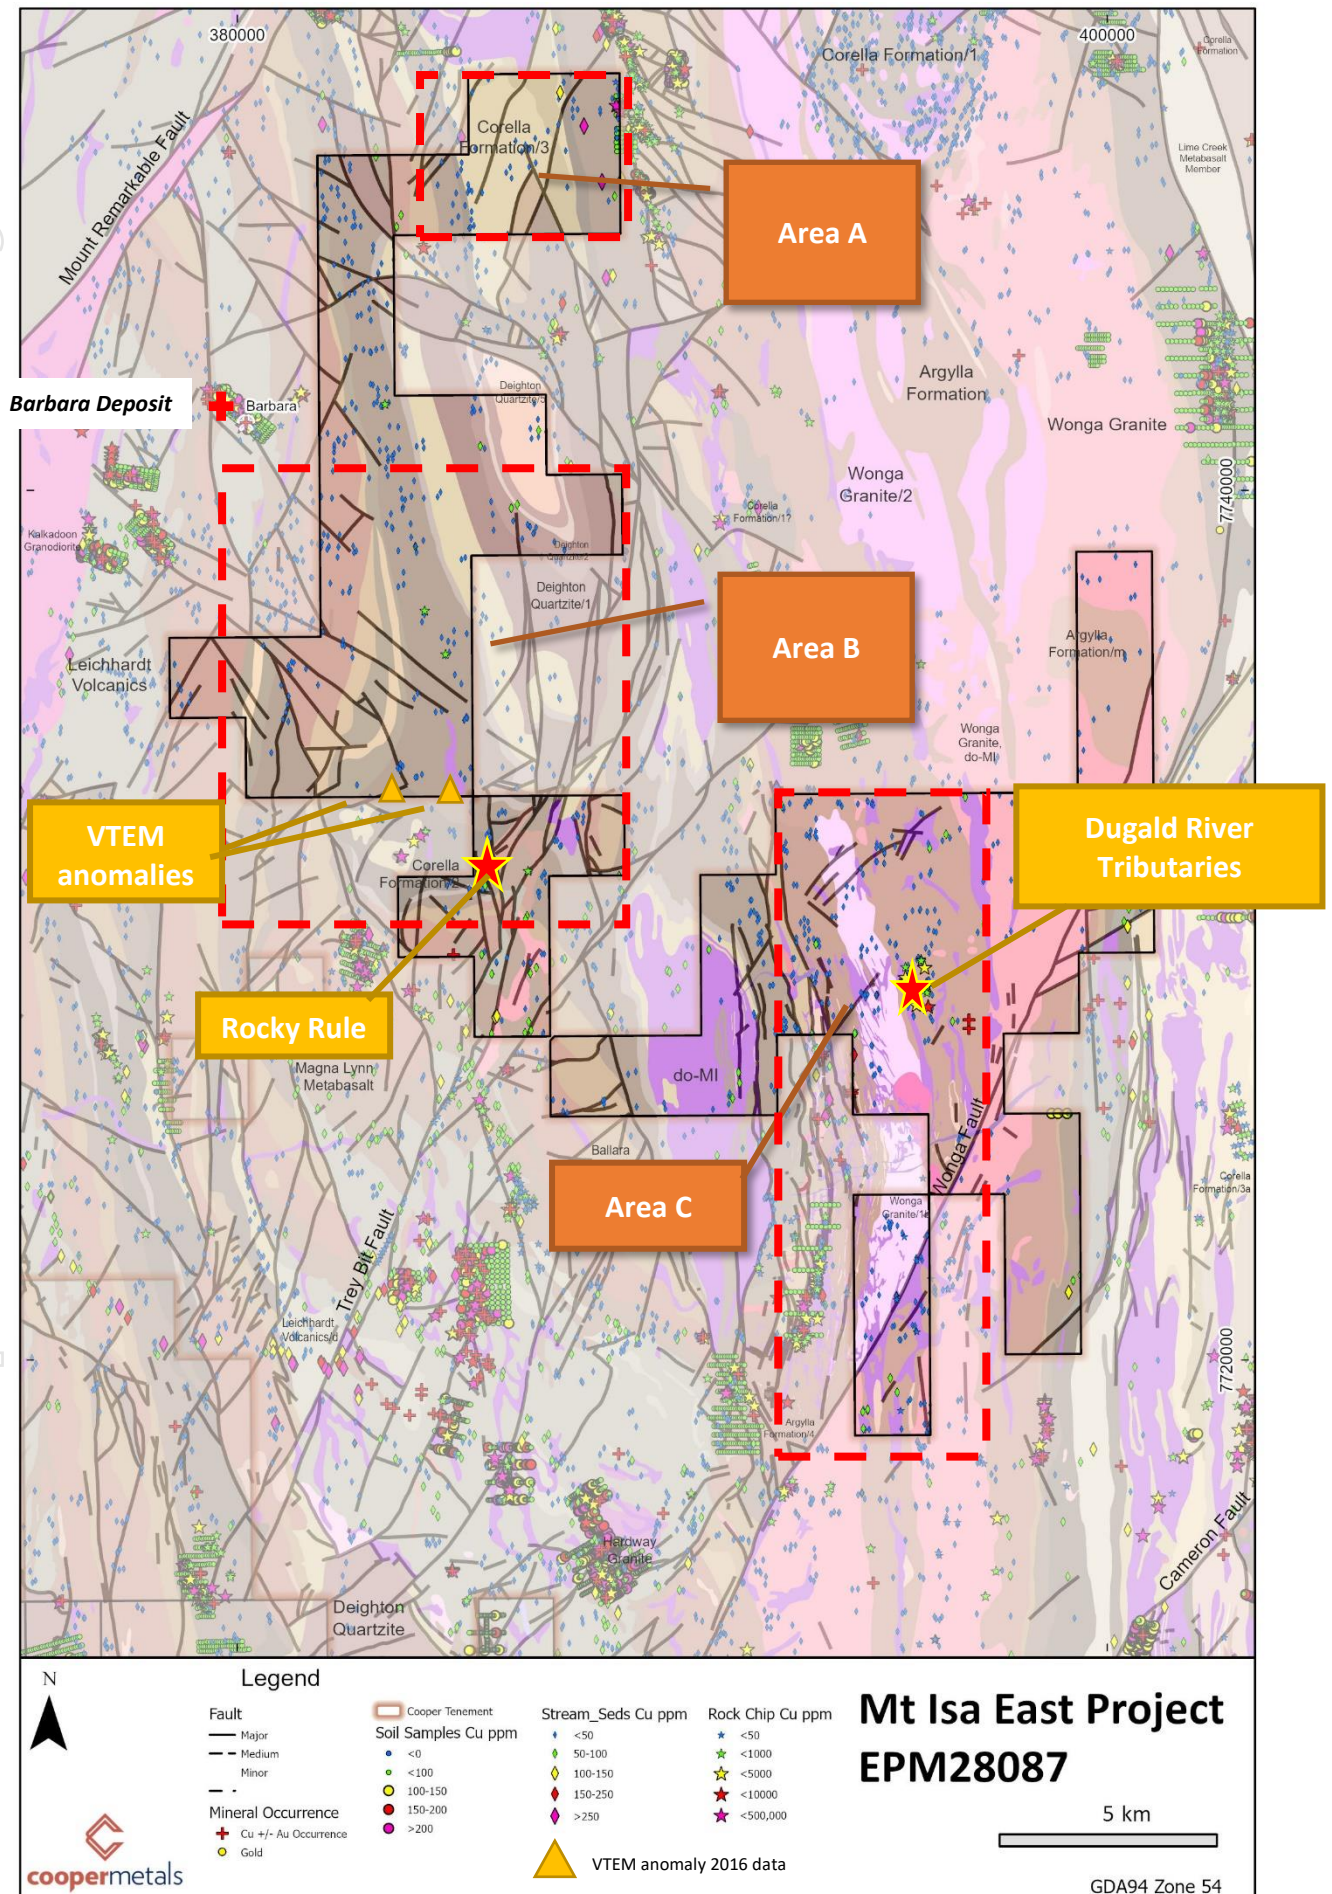 380000
400000
Corella Formation/1
Corella
Formation
Corella
Formation/3
Mount Remarkable Fault
Lime Creek
Metabasalt
Member
Area A
Barbara Deposit
Barbara
Deighton
Quartzite/5
Argylla
Formation
Wonga Granite
Wonga
Granite/2
7740000
Corella
Formation/1?
Kalkadoon
Granodiorite
Deighton
Quartzite/2
Deighton
Quartzite/1
Area B
Argylla
Formation/m
Leichhardt
Volcanics
Wonga
Granite,
do-MI
VTEM
anomalies
Dugald River
Tributaries
Corella
Formation/2
Rocky Rule
Magna Lynn
Metabasalt
do-MI
Wonga Fault
Ballara
Area C
Corella
Formation/3a
Wonga
Granite/1b
Trey Bit Fault
Leichhardt
Volcanics/d
7720000
Argylla
Formation/4
Cameron Fault
Hardway
Granite
Deighton
Quartzite
N
Legend
Fault
Major
Medium
Minor
Mineral Occurrence
Cu +/- Au Occurrence
Gold
Cooper Tenement
Soil Samples Cu ppm
<0
<100
100-150
150-200
>200
Stream_Seds Cu ppm
<50
50-100
100-150
150-250
>250
Rock Chip Cu ppm
<50
<1000
<5000
<10000
<500,000
VTEM anomaly 2016 data
Mt Isa East Project
EPM28087
5 km
GDA94 Zone 54
coopermetals